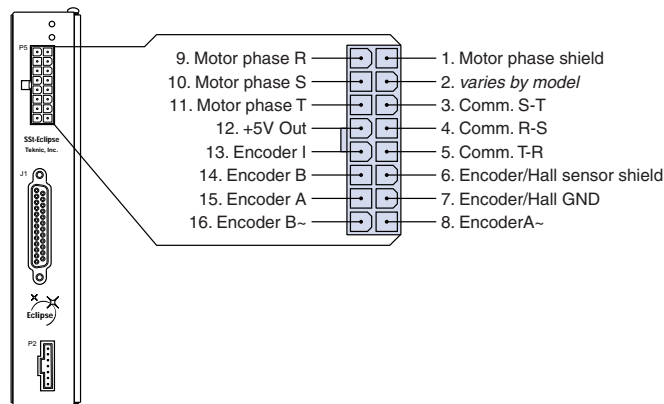 P5
SSt-Eclipse
Teknic, Inc.
J1
Eclipse
P2
9. Motor phase R
10. Motor phase S
11. Motor phase T
12. +5V Out
13. Encoder I
14. Encoder B
15. Encoder A
16. Encoder B~
1. Motor phase shield
2. varies by model
3. Comm. S-T
4. Comm. R-S
5. Comm. T-R
6. Encoder/Hall sensor shield
7. Encoder/Hall GND
8. EncoderA~